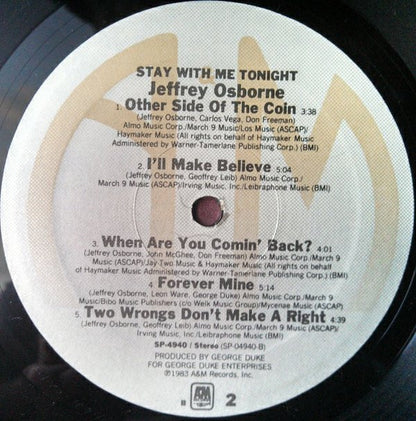 STAY WITH ME TONIGHT
Jeffrey Osborne
1. Other Side Of The Coin 3:38
(Jeffrey Osborne, Carlos Vega, Don Freeman)
Almo Music Corp./March 9 Music/Los Music (ASCAP)/
Haymaker Music (All rights on behalf of Haymaker Music
Administered by Warner-Tamerlane Publishing Corp.) (BMI)
2. I'll Make Believe 5:04
(Jeffrey Osborne, Geoffrey Leib) Almo Music Corp./
March 9 Music (ASCAP)/Irving Music, Inc./Leibraphone Music (BMI)
3. When Are You Comin' Back? 4:01
(Jeffrey Osborne, John McGhee, Don Freeman) Almo Music Corp./March 9
Music (ASCAP)/Jay-Two Music & Haymaker Music (All rights on behalf
of Haymaker Music Administered by Warner-Tamerlane Publishing Corp.) (BMI)
4. Forever Mine 5:14
(Jeffrey Osborne, Leon Ware, George Duke) Almo Music Corp./March 9
Music/Bibo Music Publishers (c/o Welk Music Group)/Mycenae Music (ASCAP)
5. Two Wrongs Don't Make A Right 4:39
(Jeffrey Osborne, Geoffrey Leib) Almo Music Corp./March 9 Music (ASCAP)/
Irving Music, Inc./Leibraphone Music (BMI)
SP-4940 / Stereo (SP-04940-B)
PRODUCED BY GEORGE DUKE
FOR GEORGE DUKE ENTERPRISES
℗1983 A&M Records, Inc.
B A&M RECORDS 2